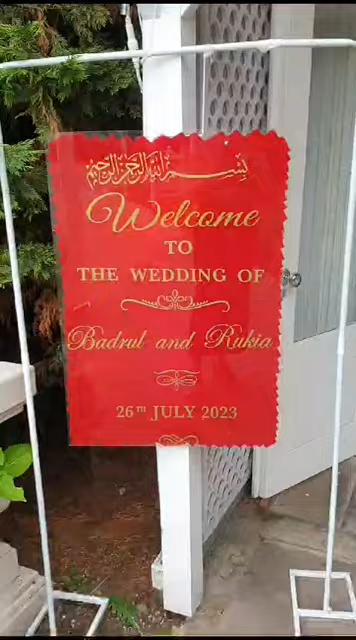 بسم الله الرحمن الرحيم
Welcome
TO
THE WEDDING OF
Badrul and Rukia
26TH JULY 2023